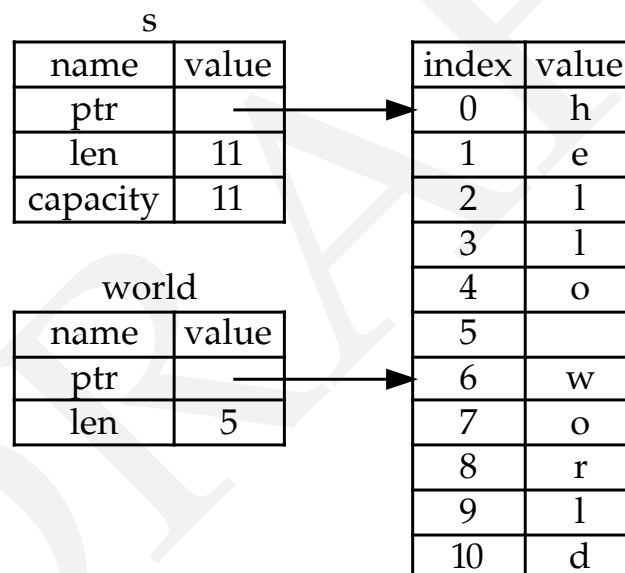 s
name value
ptr
len 11
capacity 11
world
name value
ptr
len 5
index value
0 h
1 e
2 l
3 l
4 o
5
6 w
7 o
8 r
9 l
10 d